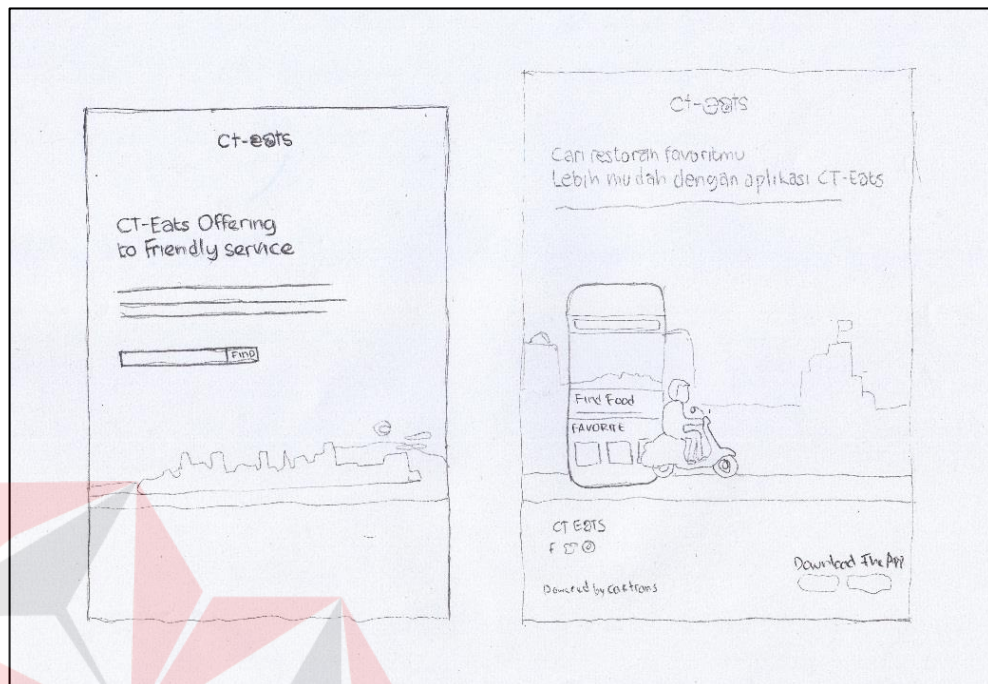 Ct-eats
CT-Eats Offering
to Friendly service
Find
Ct-eats
Cari restoran favoritmu
Lebih mudah dengan aplikasi CT-Eats
Find Food
FAVORITE
CT EATS
Download The App
Powered by